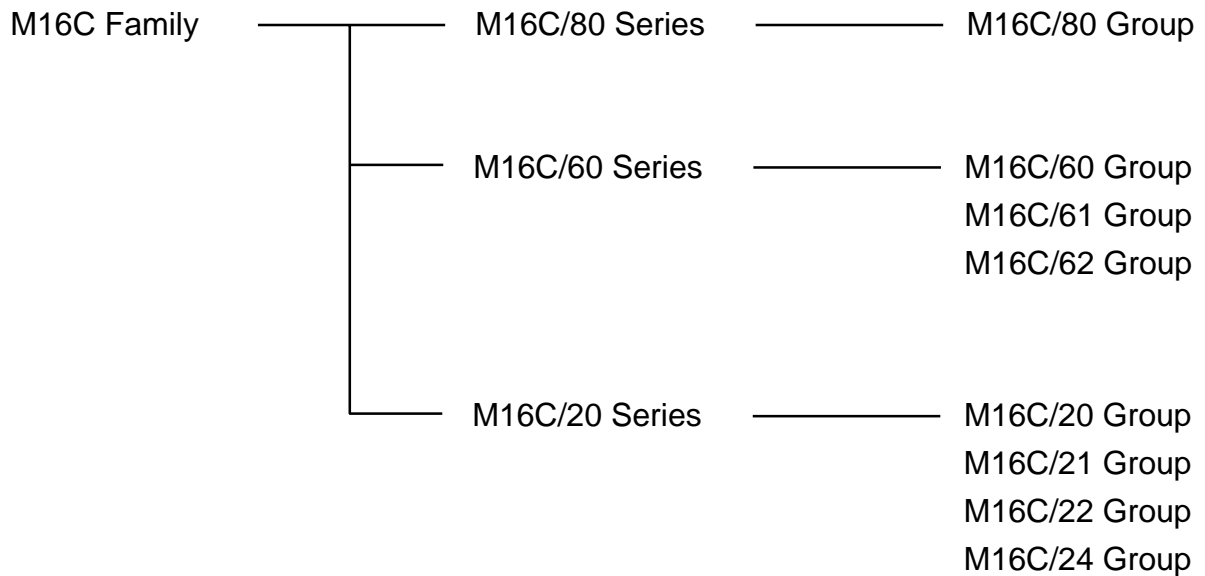 M16C Family M16C/80 Series M16C/80 Group
M16C/60 Series M16C/60 Group
M16C/61 Group
M16C/62 Group
M16C/20 Series M16C/20 Group
M16C/21 Group
M16C/22 Group
M16C/24 Group